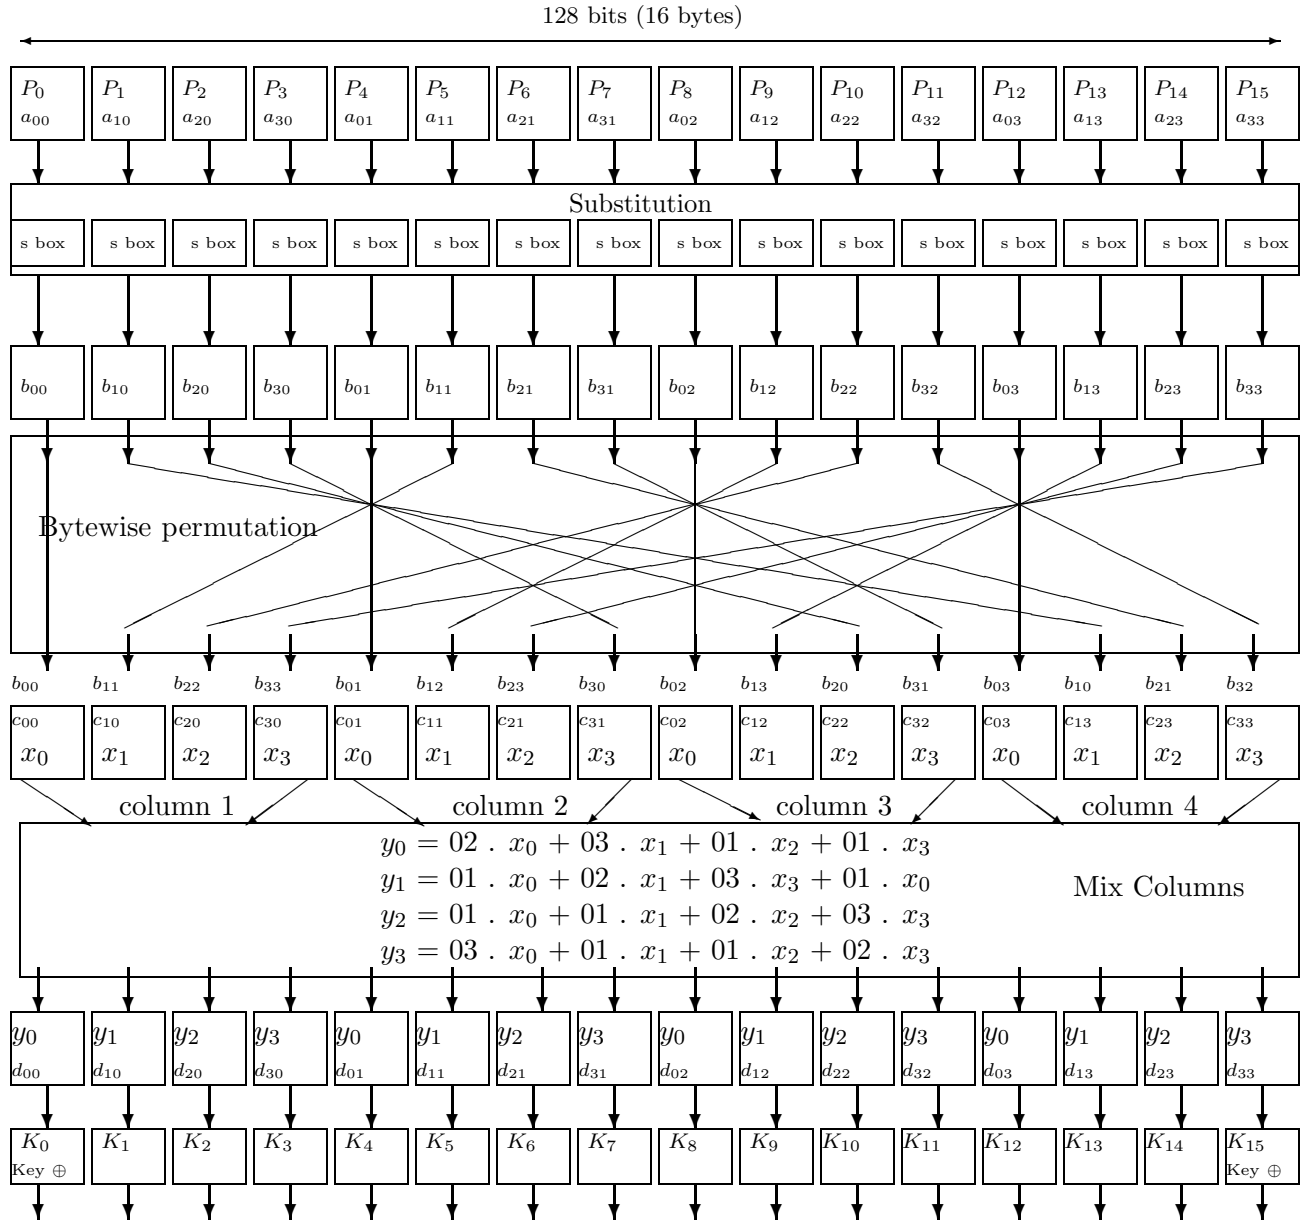 128 bits (16 bytes)
P₀ P₁ P₂ P₃ P₄ P₅ P₆ P₇ P₈ P₉ P₁₀ P₁₁ P₁₂ P₁₃ P₁₄ P₁₅
a₀₀ a₁₀ a₂₀ a₃₀ a₀₁ a₁₁ a₂₁ a₃₁ a₀₂ a₁₂ a₂₂ a₃₂ a₀₃ a₁₃ a₂₃ a₃₃
Substitution
s box s box s box s box s box s box s box s box s box s box s box s box s box s box s box s box
b₀₀ b₁₀ b₂₀ b₃₀ b₀₁ b₁₁ b₂₁ b₃₁ b₀₂ b₁₂ b₂₂ b₃₂ b₀₃ b₁₃ b₂₃ b₃₃
Bytewise permutation
b₀₀ b₁₁ b₂₂ b₃₃ b₀₁ b₁₂ b₂₃ b₃₀ b₀₂ b₁₃ b₂₀ b₃₁ b₀₃ b₁₀ b₂₁ b₃₂
c₀₀ c₁₀ c₂₀ c₃₀ c₀₁ c₁₁ c₂₁ c₃₁ c₀₂ c₁₂ c₂₂ c₃₂ c₀₃ c₁₃ c₂₃ c₃₃
x₀ x₁ x₂ x₃ x₀ x₁ x₂ x₃ x₀ x₁ x₂ x₃ x₀ x₁ x₂ x₃
column 1 column 2 column 3 column 4
y₀ = 02 . x₀ + 03 . x₁ + 01 . x₂ + 01 . x₃
y₁ = 01 . x₀ + 02 . x₁ + 03 . x₃ + 01 . x₀
Mix Columns
y₂ = 01 . x₀ + 01 . x₁ + 02 . x₂ + 03 . x₃
y₃ = 03 . x₀ + 01 . x₁ + 01 . x₂ + 02 . x₃
y₀ y₁ y₂ y₃ y₀ y₁ y₂ y₃ y₀ y₁ y₂ y₃ y₀ y₁ y₂ y₃
d₀₀ d₁₀ d₂₀ d₃₀ d₀₁ d₁₁ d₂₁ d₃₁ d₀₂ d₁₂ d₂₂ d₃₂ d₀₃ d₁₃ d₂₃ d₃₃
K₀ K₁ K₂ K₃ K₄ K₅ K₆ K₇ K₈ K₉ K₁₀ K₁₁ K₁₂ K₁₃ K₁₄ K₁₅
Key ⊕ Key ⊕